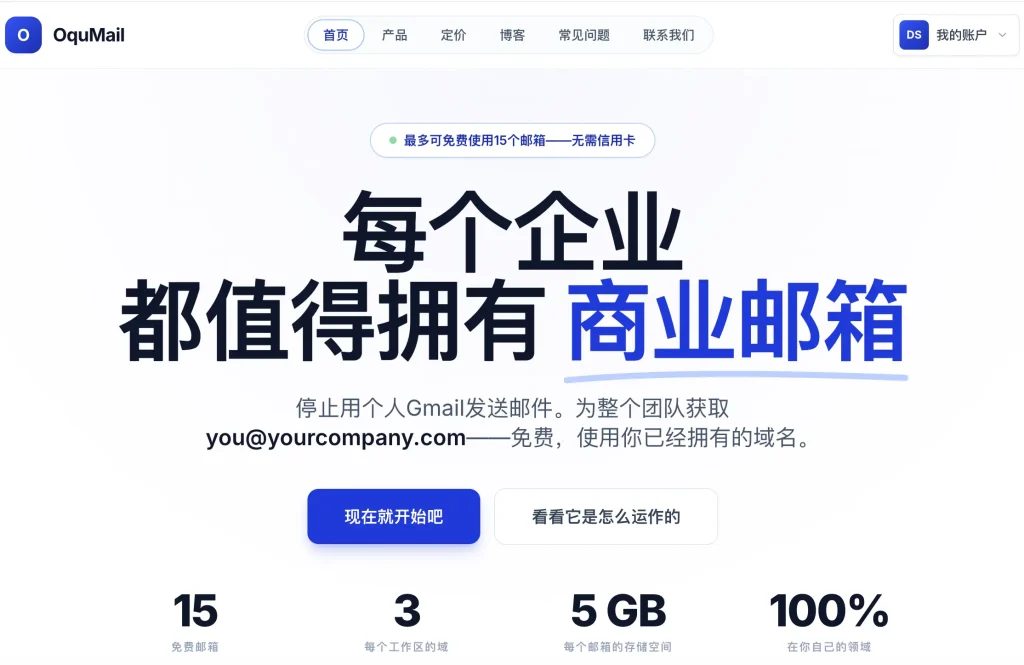 O OquMail
首页 产品 定价 博客 常见问题 联系我们
DS 我的账户
最多可免费使用15个邮箱——无需信用卡
每个企业
都值得拥有 商业邮箱
停止用个人Gmail发送邮件。为整个团队获取
you@yourcompany.com——免费，使用你已经拥有的域名。
现在就开始吧 看看它是怎么运作的
15 3 5 GB 100%
免费邮箱 每个工作区的域 每个邮箱的存储空间 在你自己的领域